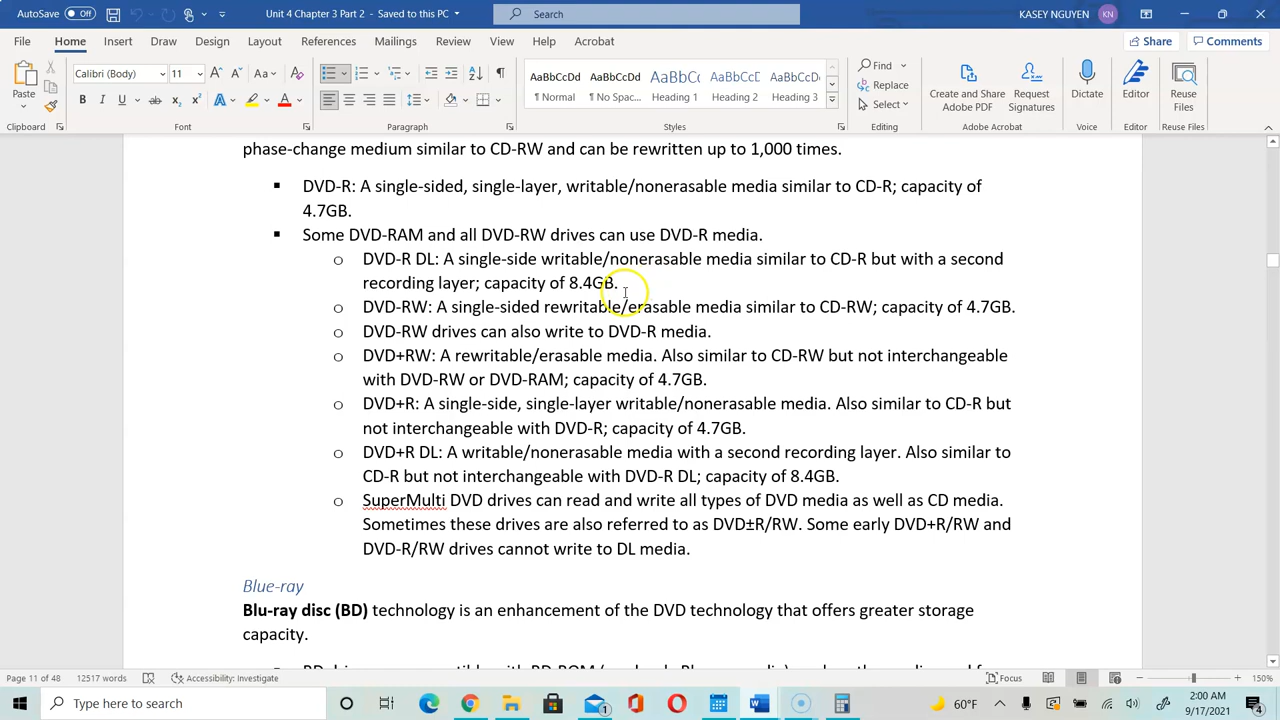 AutoSave Off
Week 4 Chapter 3 Part 2 - Saved to this PC
Search
KASEY NGUYEN KN
File Home Insert Draw Design Layout References Mailings Review View Help Acrobat Share Comments
Paste
Calibri (Body) 11
AaBbCcDd AaBbCcDd AaBbCcD AaBbCcD AaBbCcD
Normal No Spac... Heading 1 Heading 2 Heading 3
Find
Replace
Select
Create and Share Adobe PDF
Request Signatures
Dictate
Editor
Reuse Files
Clipboard Font Paragraph Styles Editing Adobe Acrobat Voice Editor Reuse Files
phase-change medium similar to CD-RW and can be rewritten up to 1,000 times.
DVD-R: A single-sided, single-layer, writable/nonerasable media similar to CD-R; capacity of
4.7GB.
Some DVD-RAM and all DVD-RW drives can use DVD-R media.
DVD-R DL: A single-side writable/nonerasable media similar to CD-R but with a second
recording layer; capacity of 8.4GB.
DVD-RW: A single-sided rewritable/erasable media similar to CD-RW; capacity of 4.7GB.
DVD-RW drives can also write to DVD-R media.
DVD+RW: A rewritable/erasable media. Also similar to CD-RW but not interchangeable
with DVD-RW or DVD-RAM; capacity of 4.7GB.
DVD+R: A single-side, single-layer writable/nonerasable media. Also similar to CD-R but
not interchangeable with DVD-R; capacity of 4.7GB.
DVD+R DL: A writable/nonerasable media with a second recording layer. Also similar to
CD-R but not interchangeable with DVD-R DL; capacity of 8.4GB.
SuperMulti DVD drives can read and write all types of DVD media as well as CD media.
Sometimes these drives are also referred to as DVD±R/RW. Some early DVD+R/RW and
DVD-R/RW drives cannot write to DL media.
Blue-ray
Blu-ray disc (BD) technology is an enhancement of the DVD technology that offers greater storage
capacity.
Page 11 of 48 12517 words Accessibility: Investigate Focus 150%
Type here to search
60°F
2:00 AM
9/17/2021